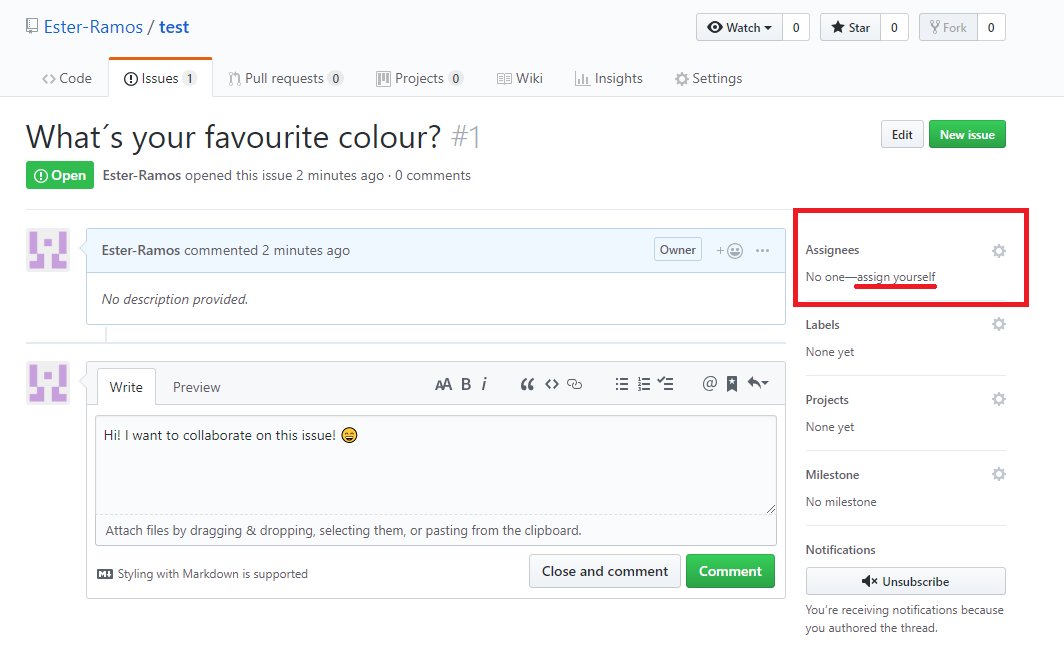 Ester-Ramos / test
Watch 0 Star 0 Fork 0
Code Issues 1 Pull requests 0 Projects 0 Wiki Insights Settings
What´s your favourite colour? #1
Edit New issue
Open Ester-Ramos opened this issue 2 minutes ago · 0 comments
Ester-Ramos commented 2 minutes ago Owner
No description provided.
Write Preview
Hi! I want to collaborate on this issue! 😄
Attach files by dragging & dropping, selecting them, or pasting from the clipboard.
Styling with Markdown is supported
Close and comment Comment
Assignees
No one—assign yourself
Labels
None yet
Projects
None yet
Milestone
No milestone
Notifications
Unsubscribe
You're receiving notifications because
you authored the thread.